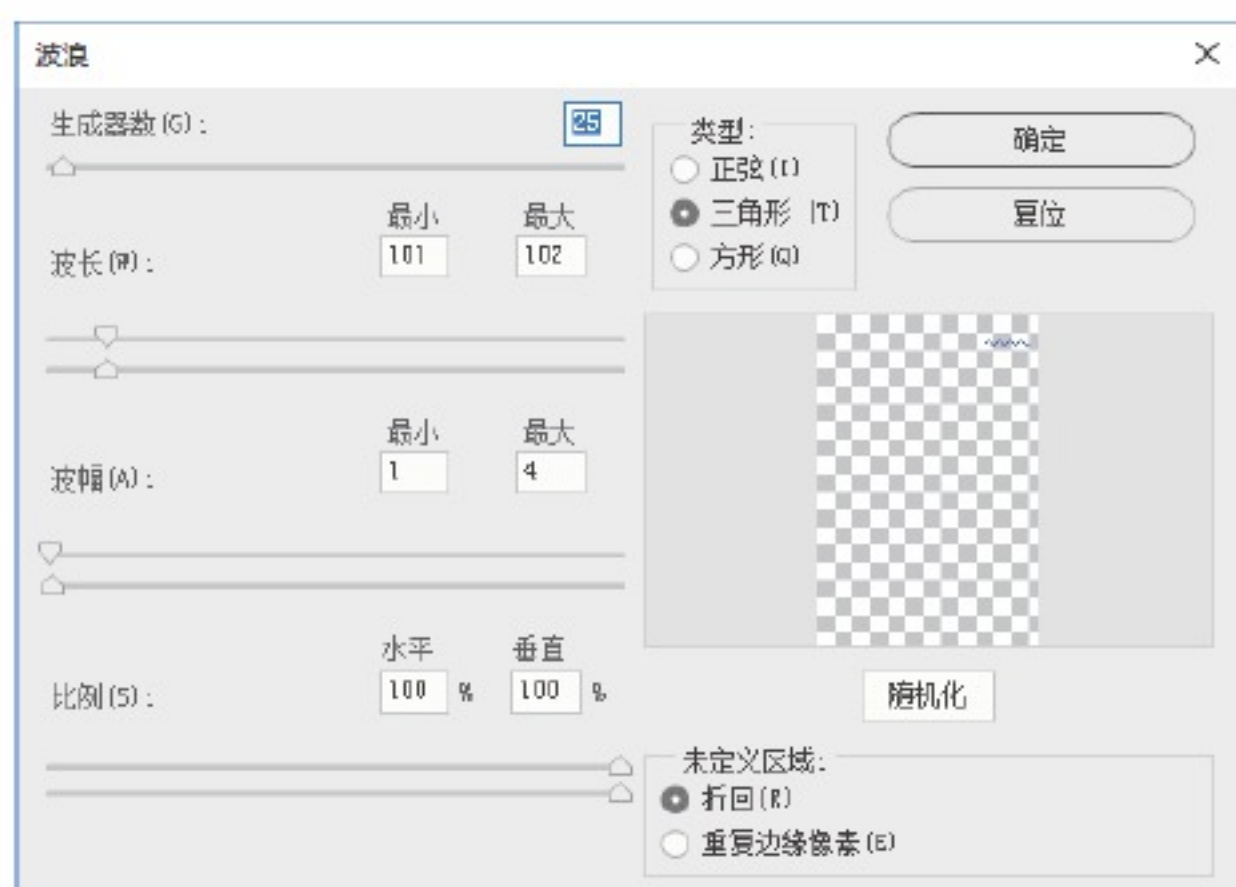 波浪
生成器数(G): 25
最小 最大
波长(W): 101 102
最小 最大
波幅(A): 1 4
水平 垂直
比例(S): 100 % 100 %
类型:
正弦(I)
三角形 (T)
方形(Q)
确定
复位
随机化
未定义区域:
折回(R)
重复边缘像素(E)